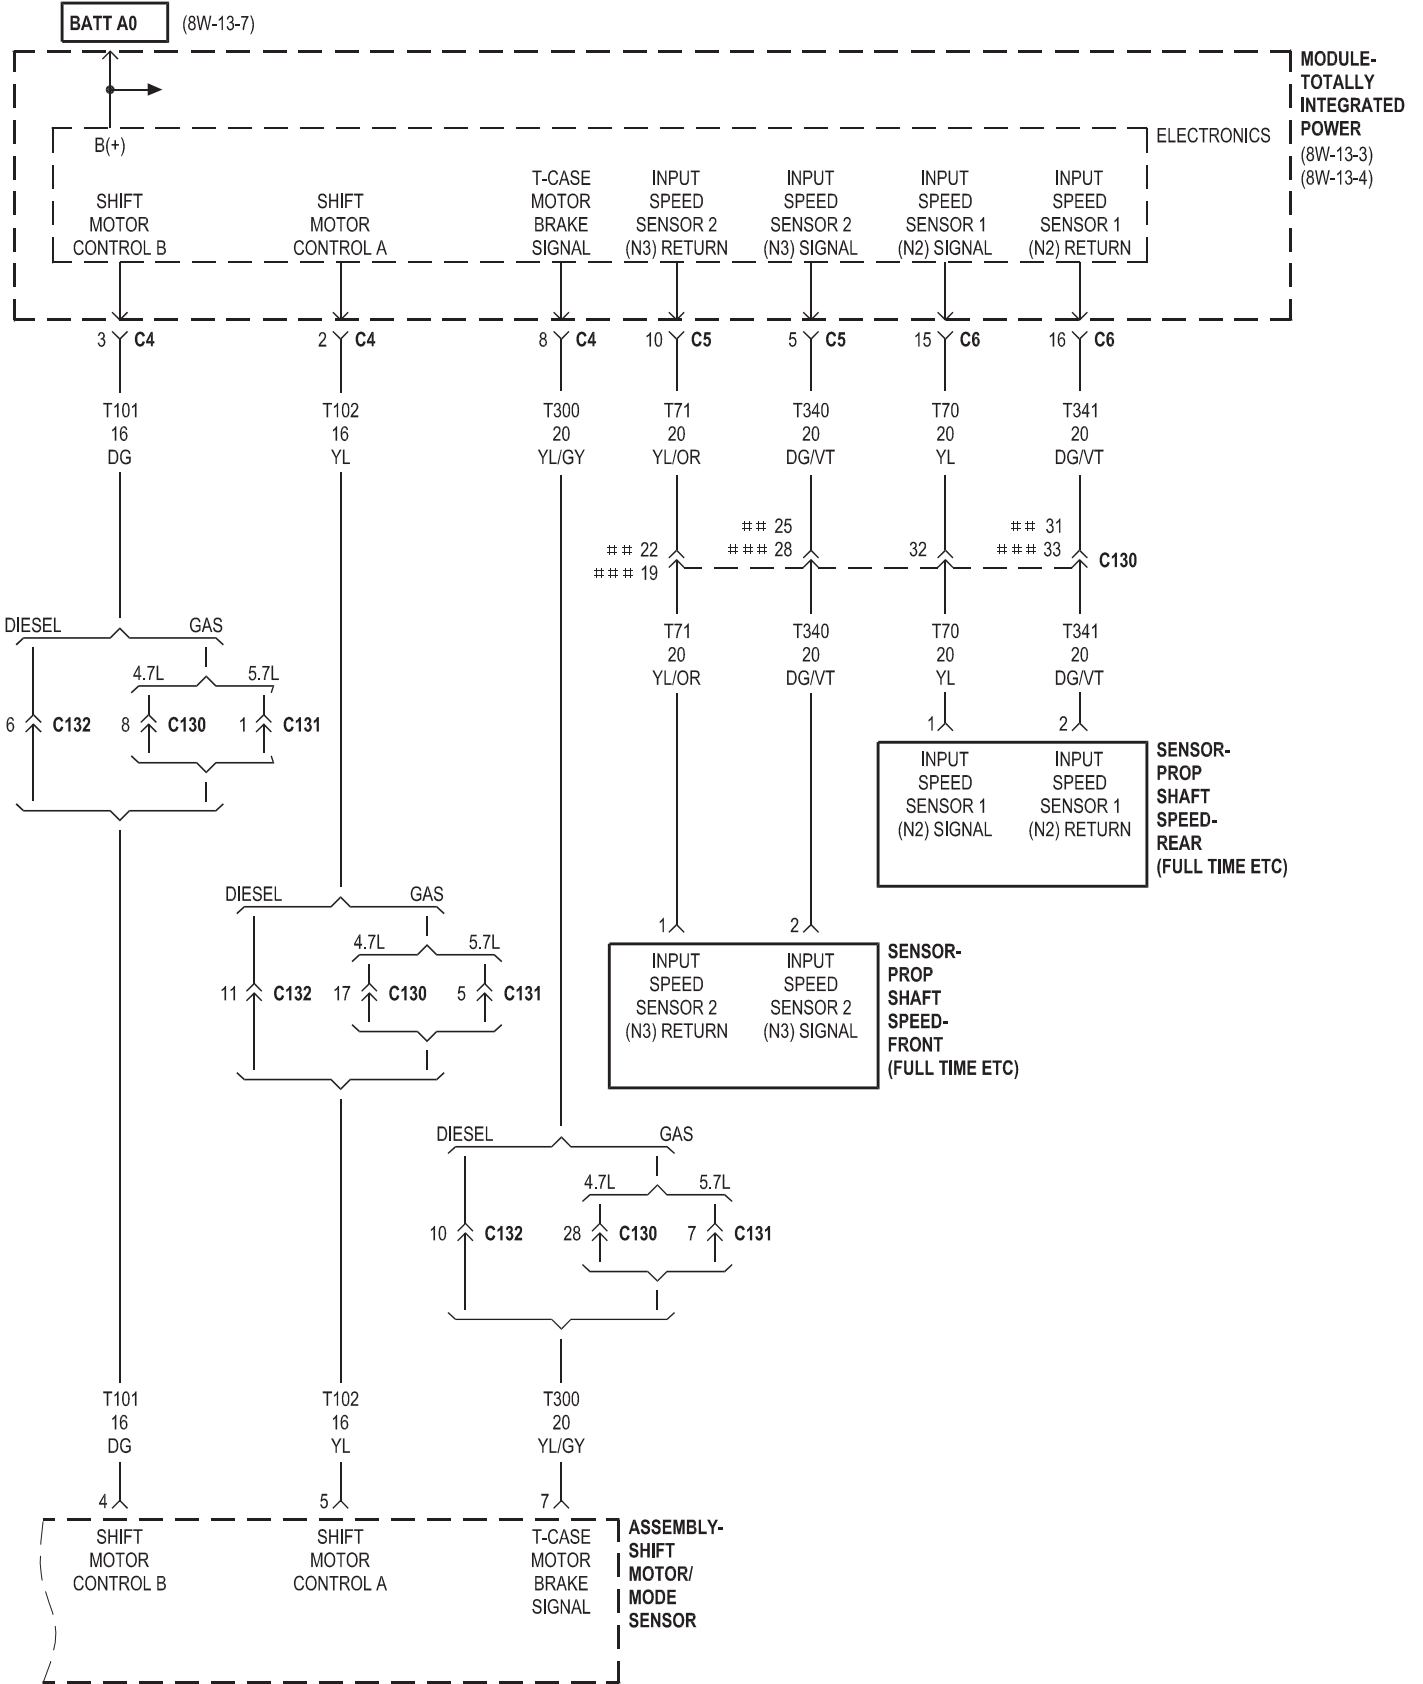 BATT A0 (8W-13-7)
MODULE-
TOTALLY
INTEGRATED
POWER
(8W-13-3)
(8W-13-4)
ELECTRONICS
B(+)
SHIFT
MOTOR
CONTROL B
SHIFT
MOTOR
CONTROL A
T-CASE
MOTOR
BRAKE
SIGNAL
INPUT
SPEED
SENSOR 2
(N3) RETURN
INPUT
SPEED
SENSOR 2
(N3) SIGNAL
INPUT
SPEED
SENSOR 1
(N2) SIGNAL
INPUT
SPEED
SENSOR 1
(N2) RETURN
3 C4
2 C4
8 C4
10 C5
5 C5
15 C6
16 C6
T101
16
DG
T102
16
YL
T300
20
YL/GY
T71
20
YL/OR
T340
20
DG/VT
T70
20
YL
T341
20
DG/VT
## 22
### 19
## 25
### 28
32
## 31
### 33
C130
T71
20
YL/OR
T340
20
DG/VT
T70
20
YL
T341
20
DG/VT
DIESEL GAS
4.7L 5.7L
6 C132 8 C130 1 C131
1
2
INPUT
SPEED
SENSOR 1
(N2) SIGNAL
INPUT
SPEED
SENSOR 1
(N2) RETURN
SENSOR-
PROP
SHAFT
SPEED-
REAR
(FULL TIME ETC)
DIESEL GAS
4.7L 5.7L
11 C132 17 C130 5 C131
1
2
INPUT
SPEED
SENSOR 2
(N3) RETURN
INPUT
SPEED
SENSOR 2
(N3) SIGNAL
SENSOR-
PROP
SHAFT
SPEED-
FRONT
(FULL TIME ETC)
DIESEL GAS
4.7L 5.7L
10 C132 28 C130 7 C131
T101
16
DG
T102
16
YL
T300
20
YL/GY
4
5
7
SHIFT
MOTOR
CONTROL B
SHIFT
MOTOR
CONTROL A
T-CASE
MOTOR
BRAKE
SIGNAL
ASSEMBLY-
SHIFT
MOTOR/
MODE
SENSOR